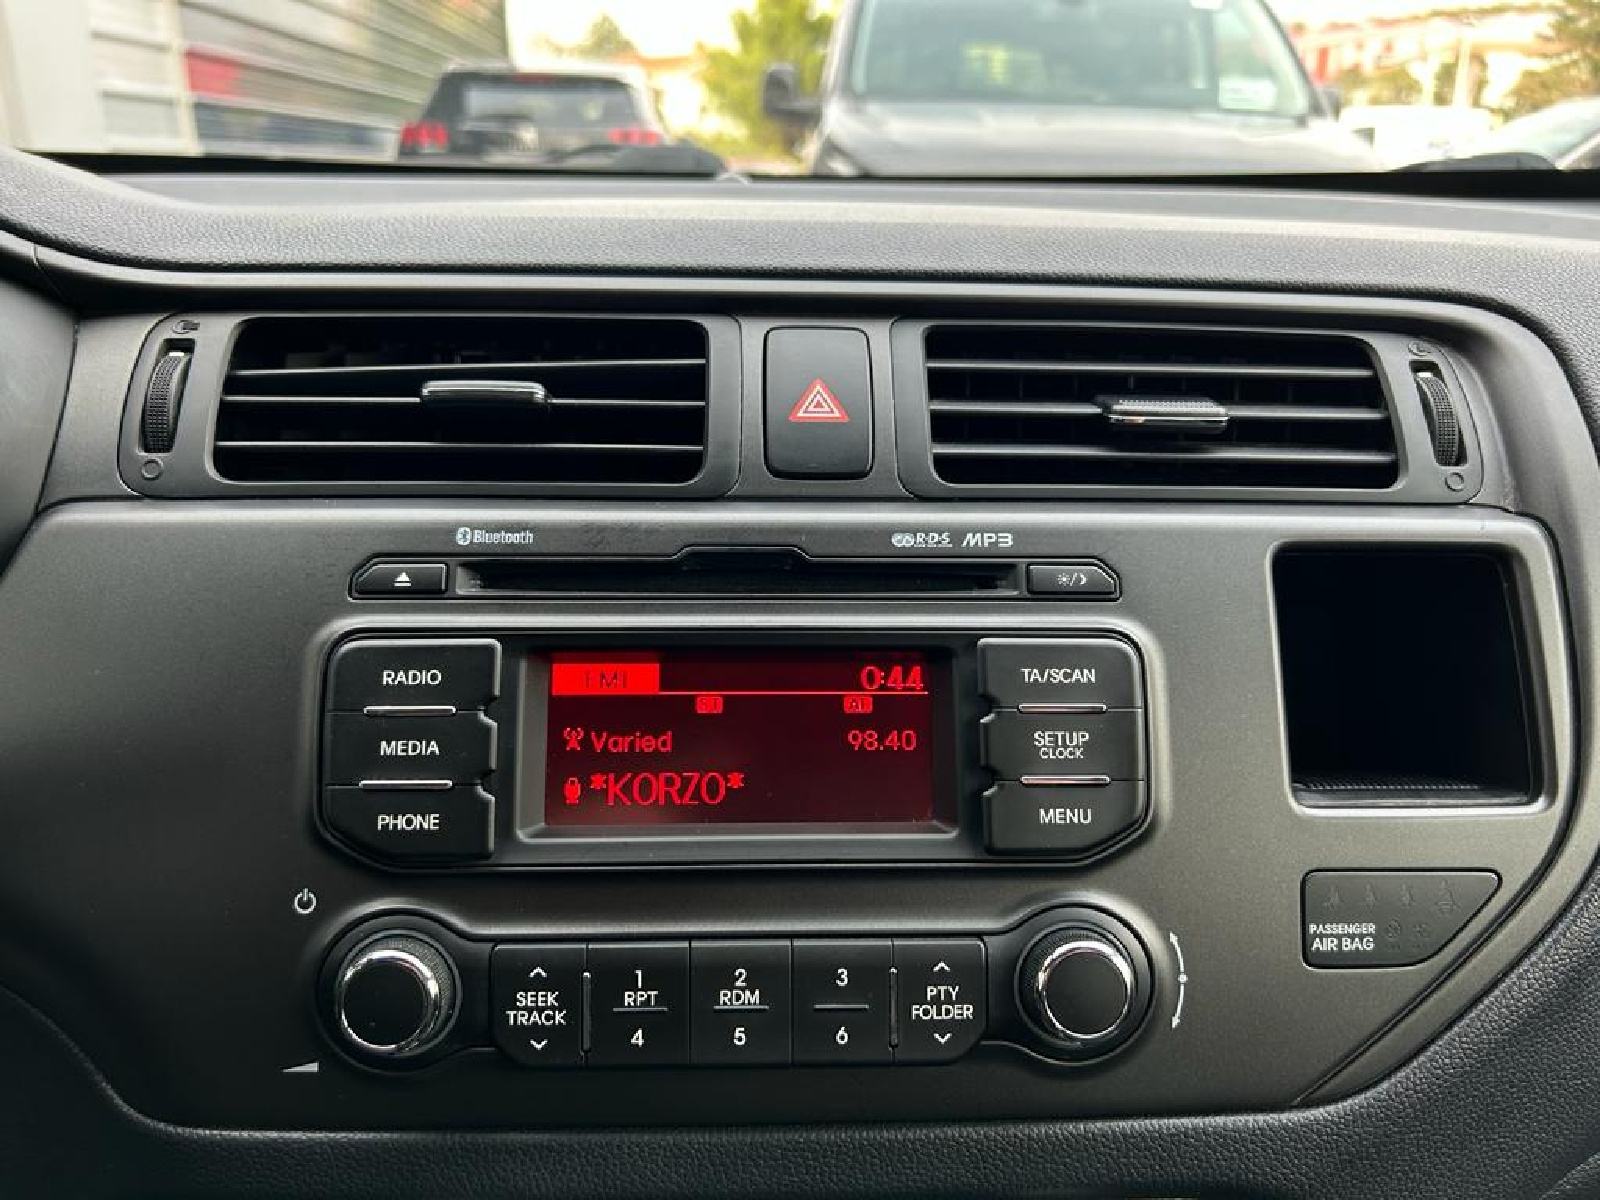 Bluetooth
R·D·S MP3
RADIO
MEDIA
PHONE
FM1 0:44
Varied 98.40
*KORZO*
TA/SCAN
SETUP
CLOCK
MENU
PASSENGER
AIR BAG
SEEK
TRACK
1
RPT
4
2
RDM
5
3
6
PTY
FOLDER